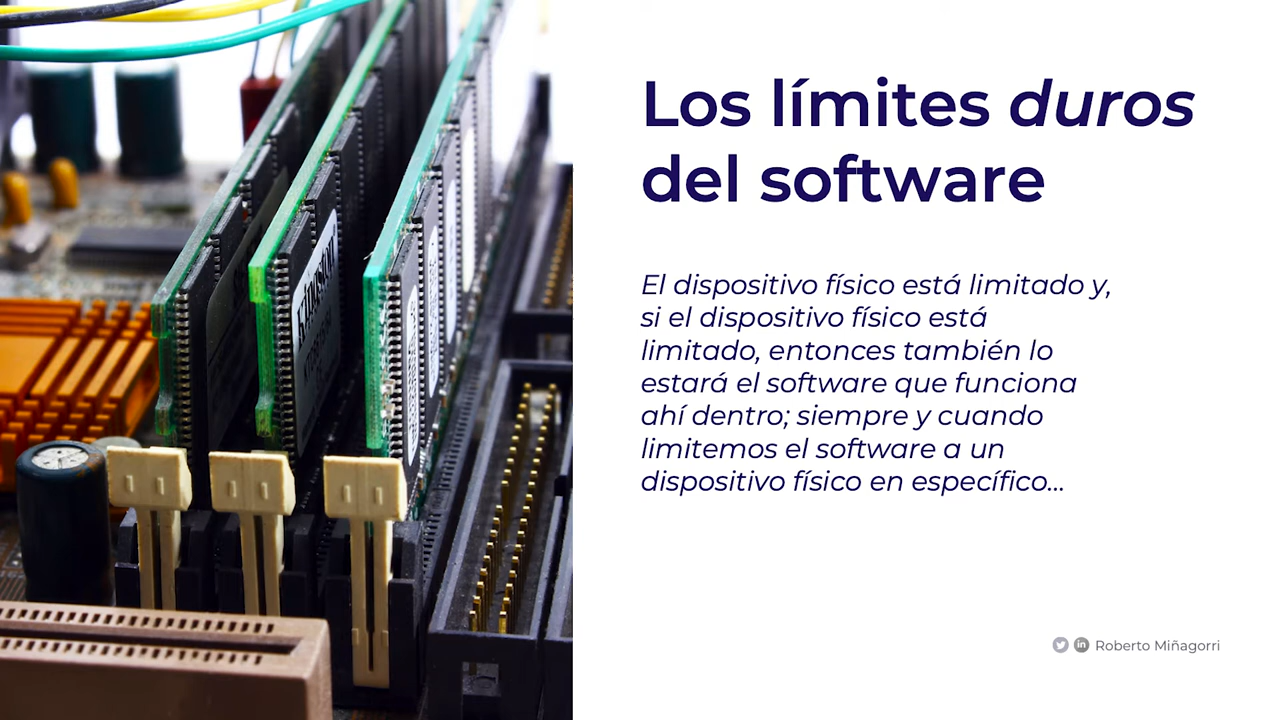 Los límites duros
del software
El dispositivo físico está limitado y,
si el dispositivo físico está
limitado, entonces también lo
estará el software que funciona
ahí dentro; siempre y cuando
limitemos el software a un
dispositivo físico en específico...
Roberto Miñagorri
Kingston